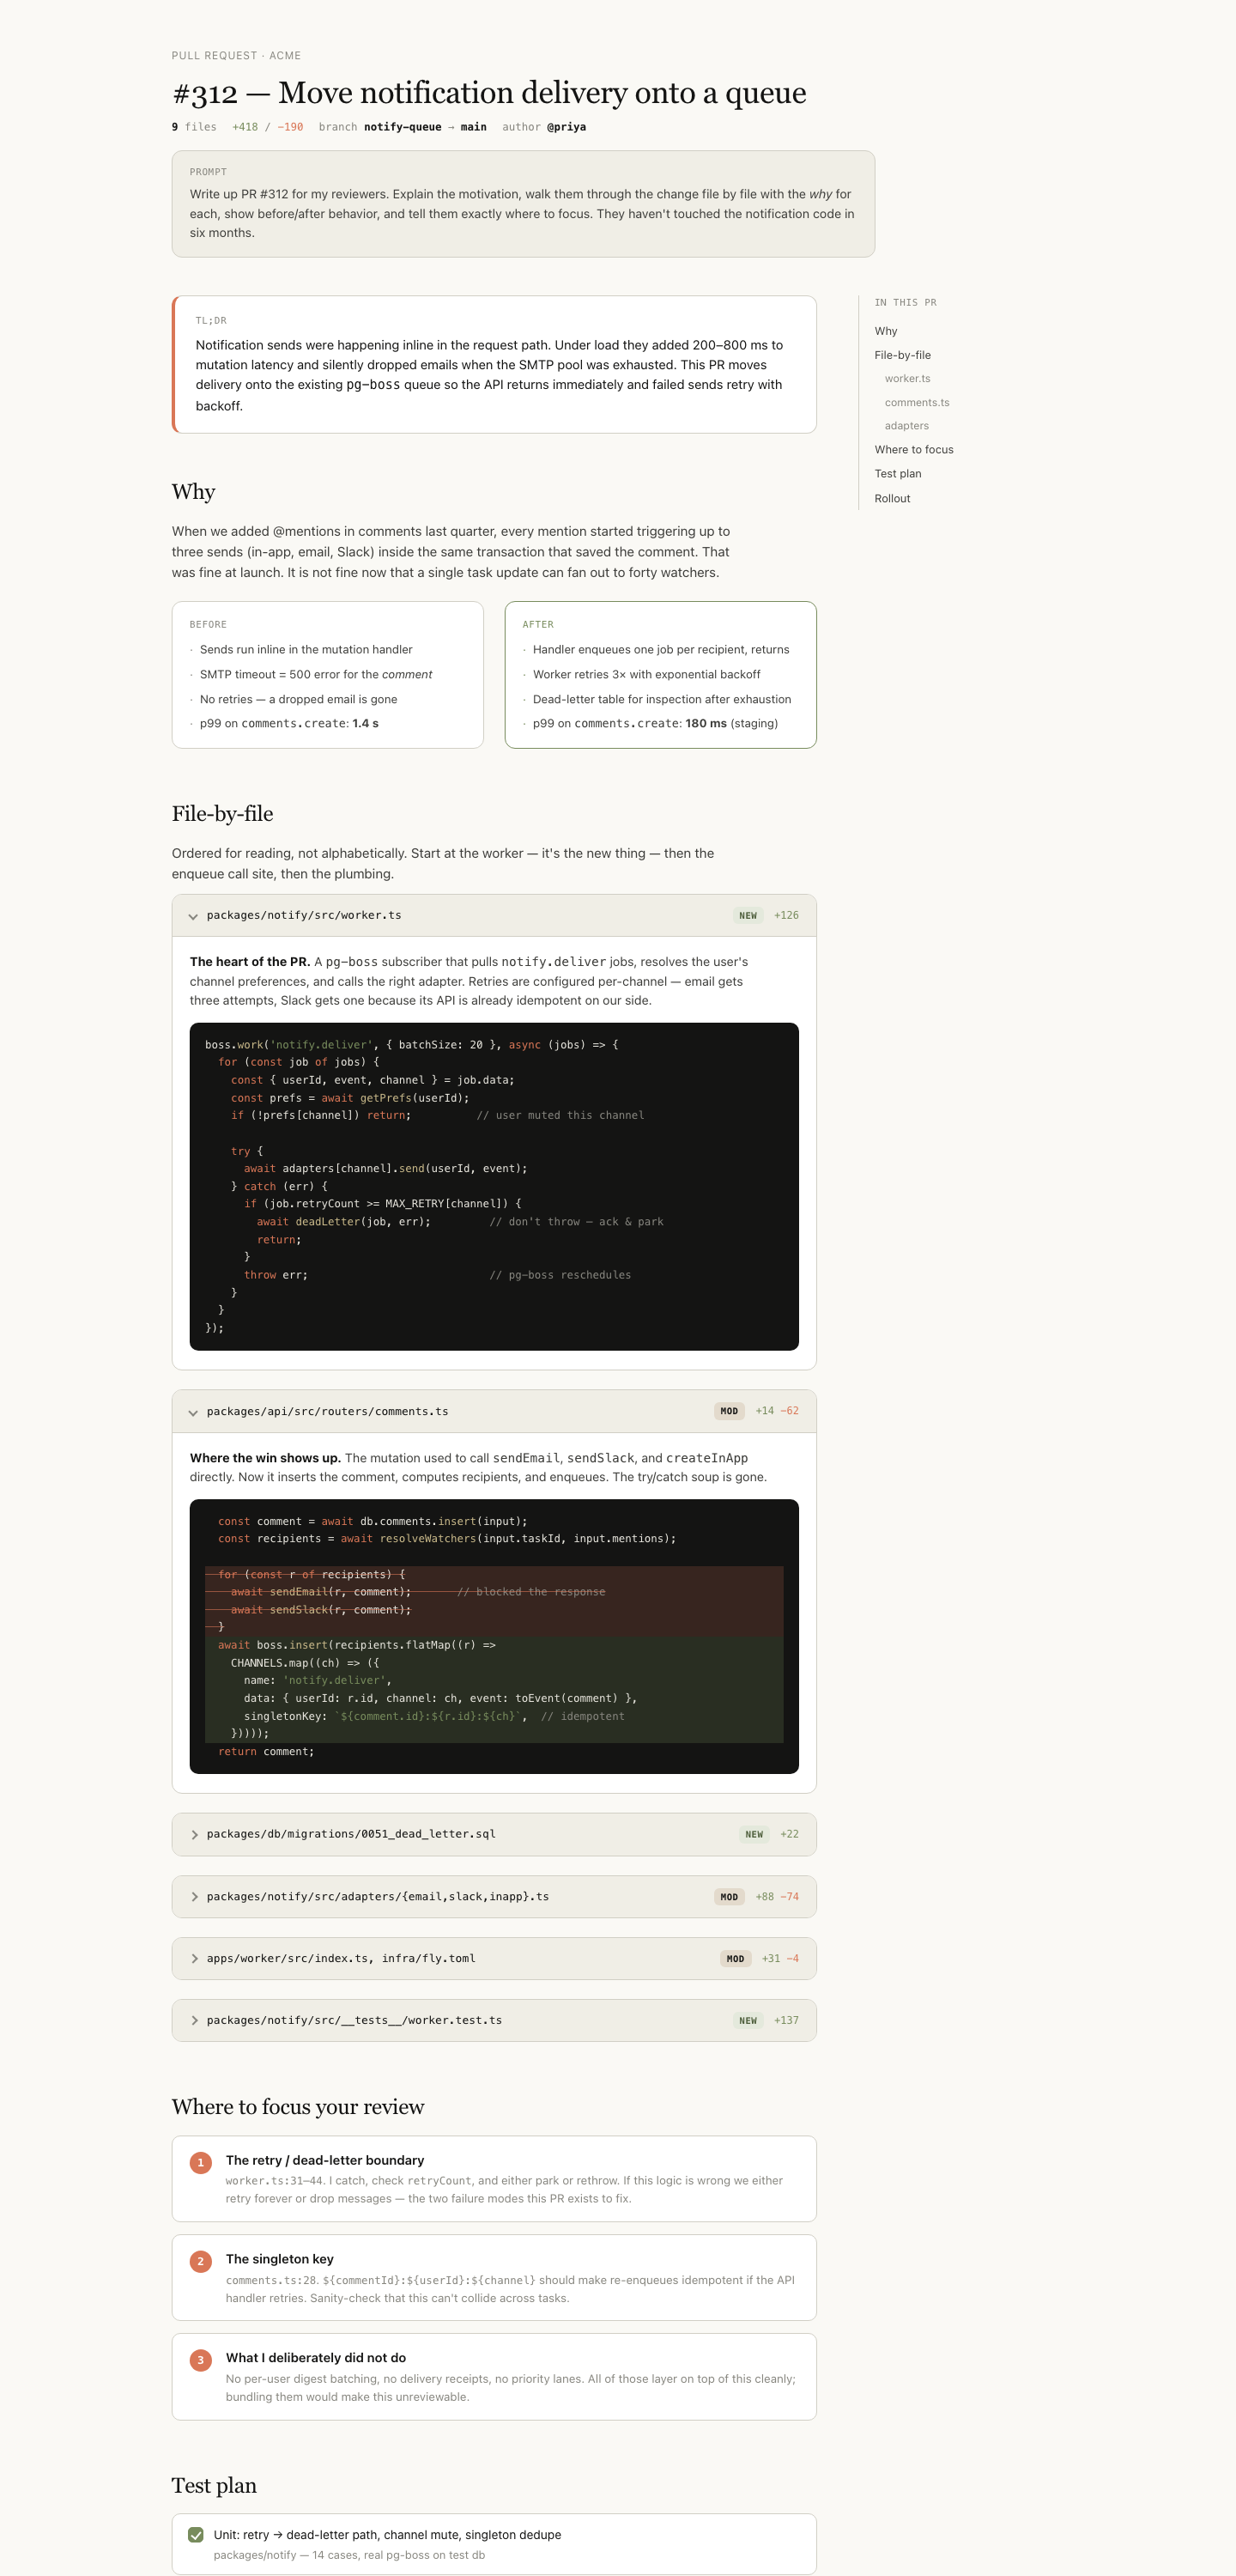 PULL REQUEST · ACME
#312 — Move notification delivery onto a queue
9 files +418 / −190 branch notify-queue → main author @priya
PROMPT
Write up PR #312 for my reviewers. Explain the motivation, walk them through the change file by file with the why for
each, show before/after behavior, and tell them exactly where to focus. They haven't touched the notification code in
six months.
TL;DR
Notification sends were happening inline in the request path. Under load they added 200–800 ms to
mutation latency and silently dropped emails when the SMTP pool was exhausted. This PR moves
delivery onto the existing pg-boss queue so the API returns immediately and failed sends retry with
backoff.
IN THIS PR
Why
File-by-file
worker.ts
comments.ts
adapters
Where to focus
Test plan
Rollout
Why
When we added @mentions in comments last quarter, every mention started triggering up to
three sends (in-app, email, Slack) inside the same transaction that saved the comment. That
was fine at launch. It is not fine now that a single task update can fan out to forty watchers.
BEFORE
· Sends run inline in the mutation handler
· SMTP timeout = 500 error for the comment
· No retries — a dropped email is gone
· p99 on comments.create: 1.4 s
AFTER
· Handler enqueues one job per recipient, returns
· Worker retries 3× with exponential backoff
· Dead-letter table for inspection after exhaustion
· p99 on comments.create: 180 ms (staging)
File-by-file
Ordered for reading, not alphabetically. Start at the worker — it's the new thing — then the
enqueue call site, then the plumbing.
packages/notify/src/worker.ts NEW +126
The heart of the PR. A pg-boss subscriber that pulls notify.deliver jobs, resolves the user's
channel preferences, and calls the right adapter. Retries are configured per-channel — email gets
three attempts, Slack gets one because its API is already idempotent on our side.
boss.work('notify.deliver', { batchSize: 20 }, async (jobs) => {
for (const job of jobs) {
const { userId, event, channel } = job.data;
const prefs = await getPrefs(userId);
if (!prefs[channel]) return; // user muted this channel
try {
await adapters[channel].send(userId, event);
} catch (err) {
if (job.retryCount >= MAX_RETRY[channel]) {
await deadLetter(job, err); // don't throw — ack & park
return;
}
throw err; // pg-boss reschedules
}
}
});
packages/api/src/routers/comments.ts MOD +14 −62
Where the win shows up. The mutation used to call sendEmail, sendSlack, and createInApp
directly. Now it inserts the comment, computes recipients, and enqueues. The try/catch soup is gone.
const comment = await db.comments.insert(input);
const recipients = await resolveWatchers(input.taskId, input.mentions);
for (const r of recipients) {
await sendEmail(r, comment); // blocked the response
await sendSlack(r, comment);
}
await boss.insert(recipients.flatMap((r) =>
CHANNELS.map((ch) => ({
name: 'notify.deliver',
data: { userId: r.id, channel: ch, event: toEvent(comment) },
singletonKey: `${comment.id}:${r.id}:${ch}`, // idempotent
}))));
return comment;
packages/db/migrations/0051_dead_letter.sql NEW +22
packages/notify/src/adapters/{email,slack,inapp}.ts MOD +88 −74
apps/worker/src/index.ts, infra/fly.toml MOD +31 −4
packages/notify/src/__tests__/worker.test.ts NEW +137
Where to focus your review
1 The retry / dead-letter boundary
worker.ts:31–44. I catch, check retryCount, and either park or rethrow. If this logic is wrong we either
retry forever or drop messages — the two failure modes this PR exists to fix.
2 The singleton key
comments.ts:28. ${commentId}:${userId}:${channel} should make re-enqueues idempotent if the API
handler retries. Sanity-check that this can't collide across tasks.
3 What I deliberately did not do
No per-user digest batching, no delivery receipts, no priority lanes. All of those layer on top of this cleanly;
bundling them would make this unreviewable.
Test plan
Unit: retry → dead-letter path, channel mute, singleton dedupe
packages/notify — 14 cases, real pg-boss on test db